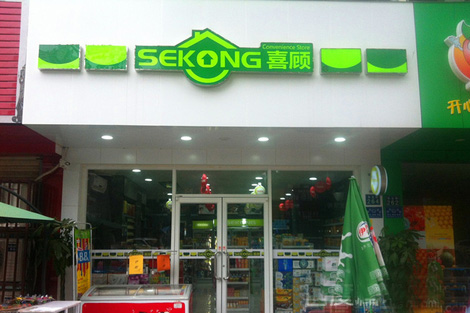 Convenience Store
SEKONG 喜顾
开心